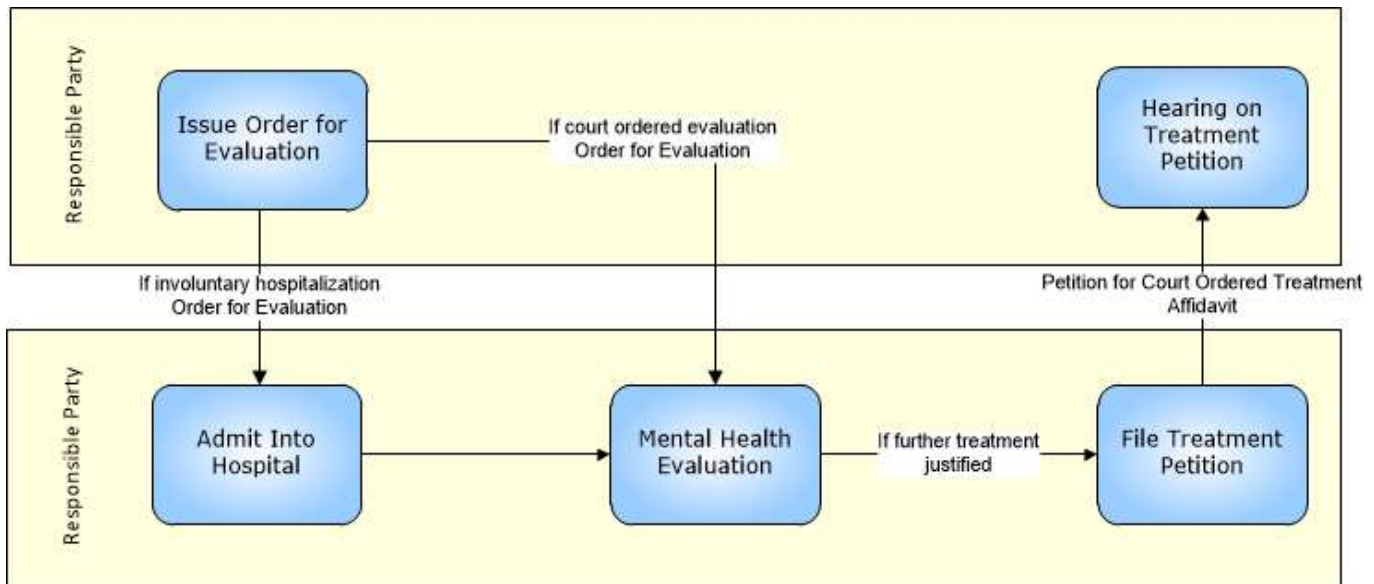 Responsible Party
Issue Order for
Evaluation
If court ordered evaluation
Order for Evaluation
Hearing on
Treatment
Petition
If involuntary hospitalization
Order for Evaluation
Petition for Court Ordered Treatment
Affidavit
Responsible Party
Admit Into
Hospital
Mental Health
Evaluation
If further treatment
justified
File Treatment
Petition